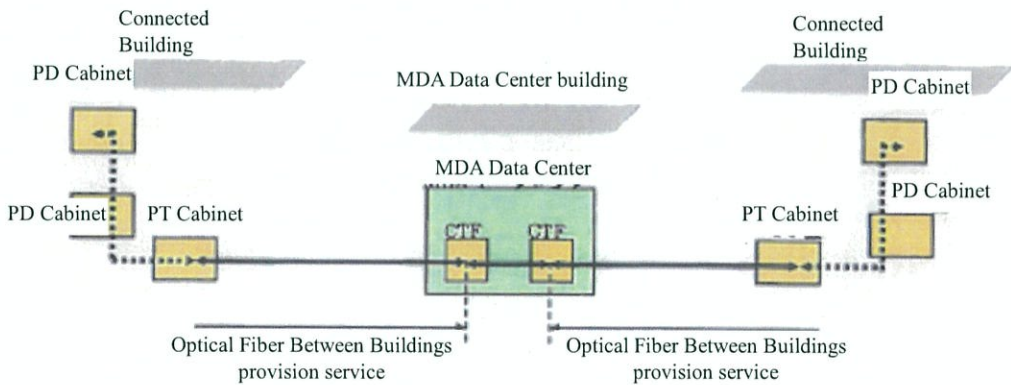 Connected
Building
PD Cabinet
MDA Data Center building
Connected
Building
PD Cabinet
MDA Data Center
PD Cabinet
PT Cabinet
CTF
CTF
PT Cabinet
PD Cabinet
Optical Fiber Between Buildings
provision service
Optical Fiber Between Buildings
provision service